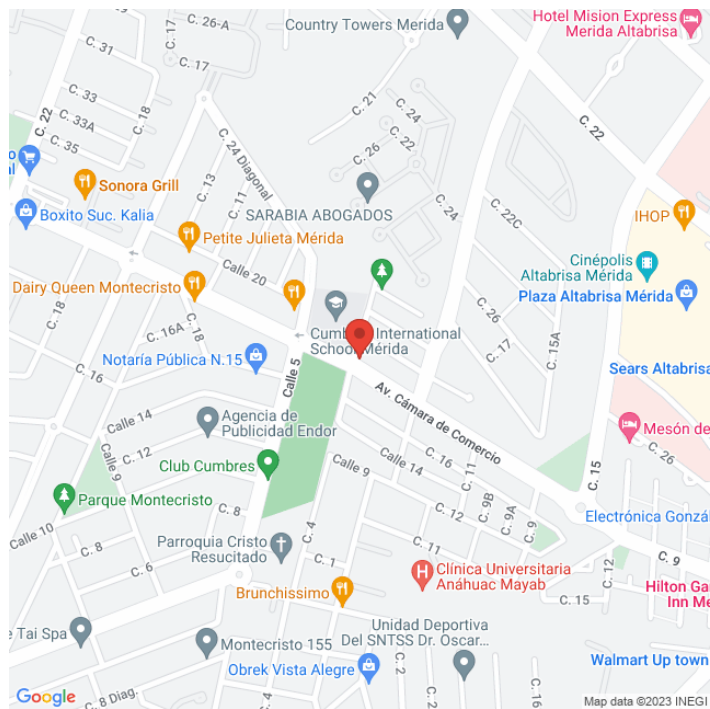 C. 17
C. 26-A
Country Towers Merida
Hotel Mision Express
Merida Altabrisa
C. 17
C. 33
C. 18
C. 22
C. 33A
C. 35
C. 21
C. 24
C. 22
C. 26
C. 22
C. 24 Diagonal
Sonora Grill
C. 13
C. 11
SARABIA ABOGADOS
C. 24
C. 22C
IHOP
Boxito Suc. Kalia
Petite Julieta Mérida
Calle 20
Cinépolis
Altabrisa Mérida
Dairy Queen Montecristo
Plaza Altabrisa Mérida
C. 26
C. 16A
C. 18
Cumb International
School Mérida
C. 17
C. 15A
Notaría Pública N.15
Calle 5
Sears Altabrisa
C. 16
Av. Cámara de Comercio
Calle 14
Agencia de
Publicidad Endor
Mesón de
C. 12
C. 16
C. 26
Calle 9
Club Cumbres
Calle 9
Calle 14
C. 11
C. 15
Parque Montecristo
C. 8
C. 9B
C. 9A
C. 12
C. 9
Electrónica Gonzál
Calle 10
C. 8
Parroquia Cristo
Resucitado
C. 4
C. 11
C. 9
C. 6
C. 1
Clínica Universitaria
Anáhuac Mayab
C. 12
C. 15
Brunchissimo
Hilton Ga
Inn Me
e Tai Spa
Montecristo 155
Unidad Deportiva
Del SNTSS Dr. Oscar...
Walmart Up town
Obrek Vista Alegre
C. 2
C. 2
C. 16
C. 8 Diag.
Google
Map data ©2023 INEGI